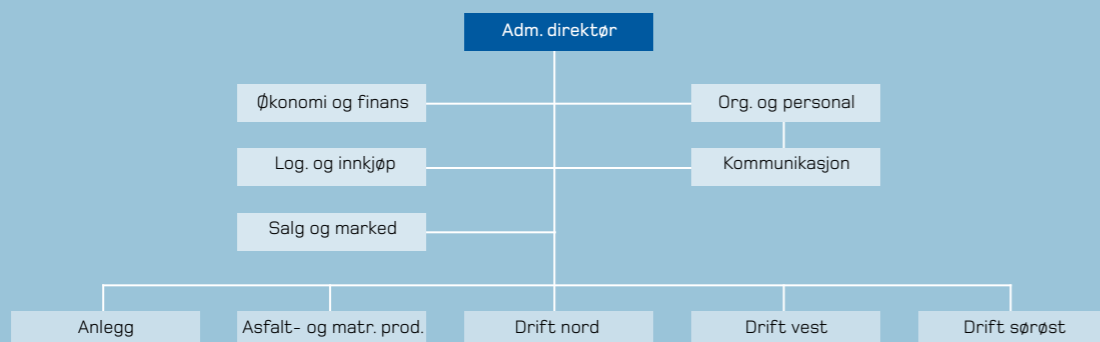 Adm. direktør
Økonomi og finans
Org. og personal
Log. og innkjøp
Kommunikasjon
Salg og marked
Anlegg
Asfalt- og matr. prod.
Drift nord
Drift vest
Drift sørøst